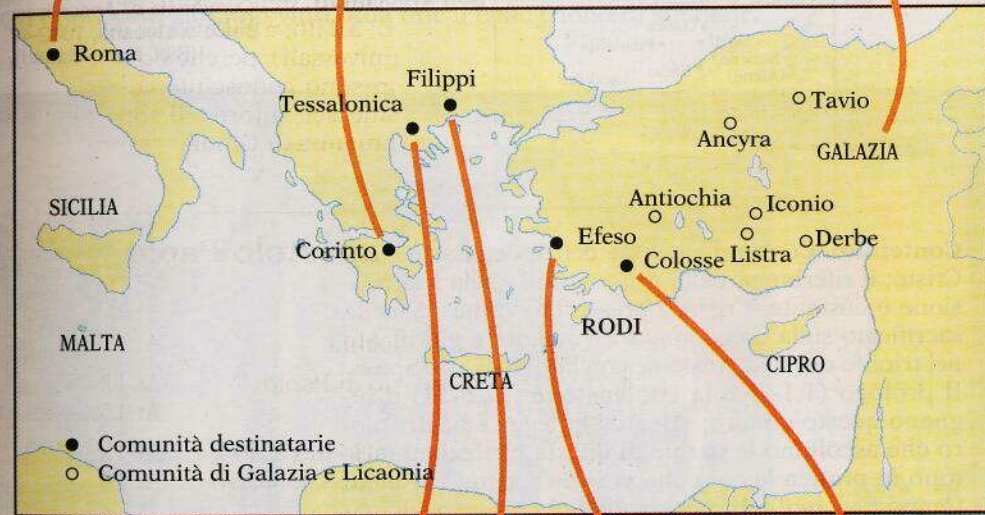 Roma
Filippi
Tessalonica
Tavio
Ancyra
GALAZIA
SICILIA
Antiochia
Iconio
Corinto
Efeso
Listra
Derbe
Colosse
RODI
MALTA
CIPRO
CRETA
Comunità destinatarie
Comunità di Galazia e Licaonia